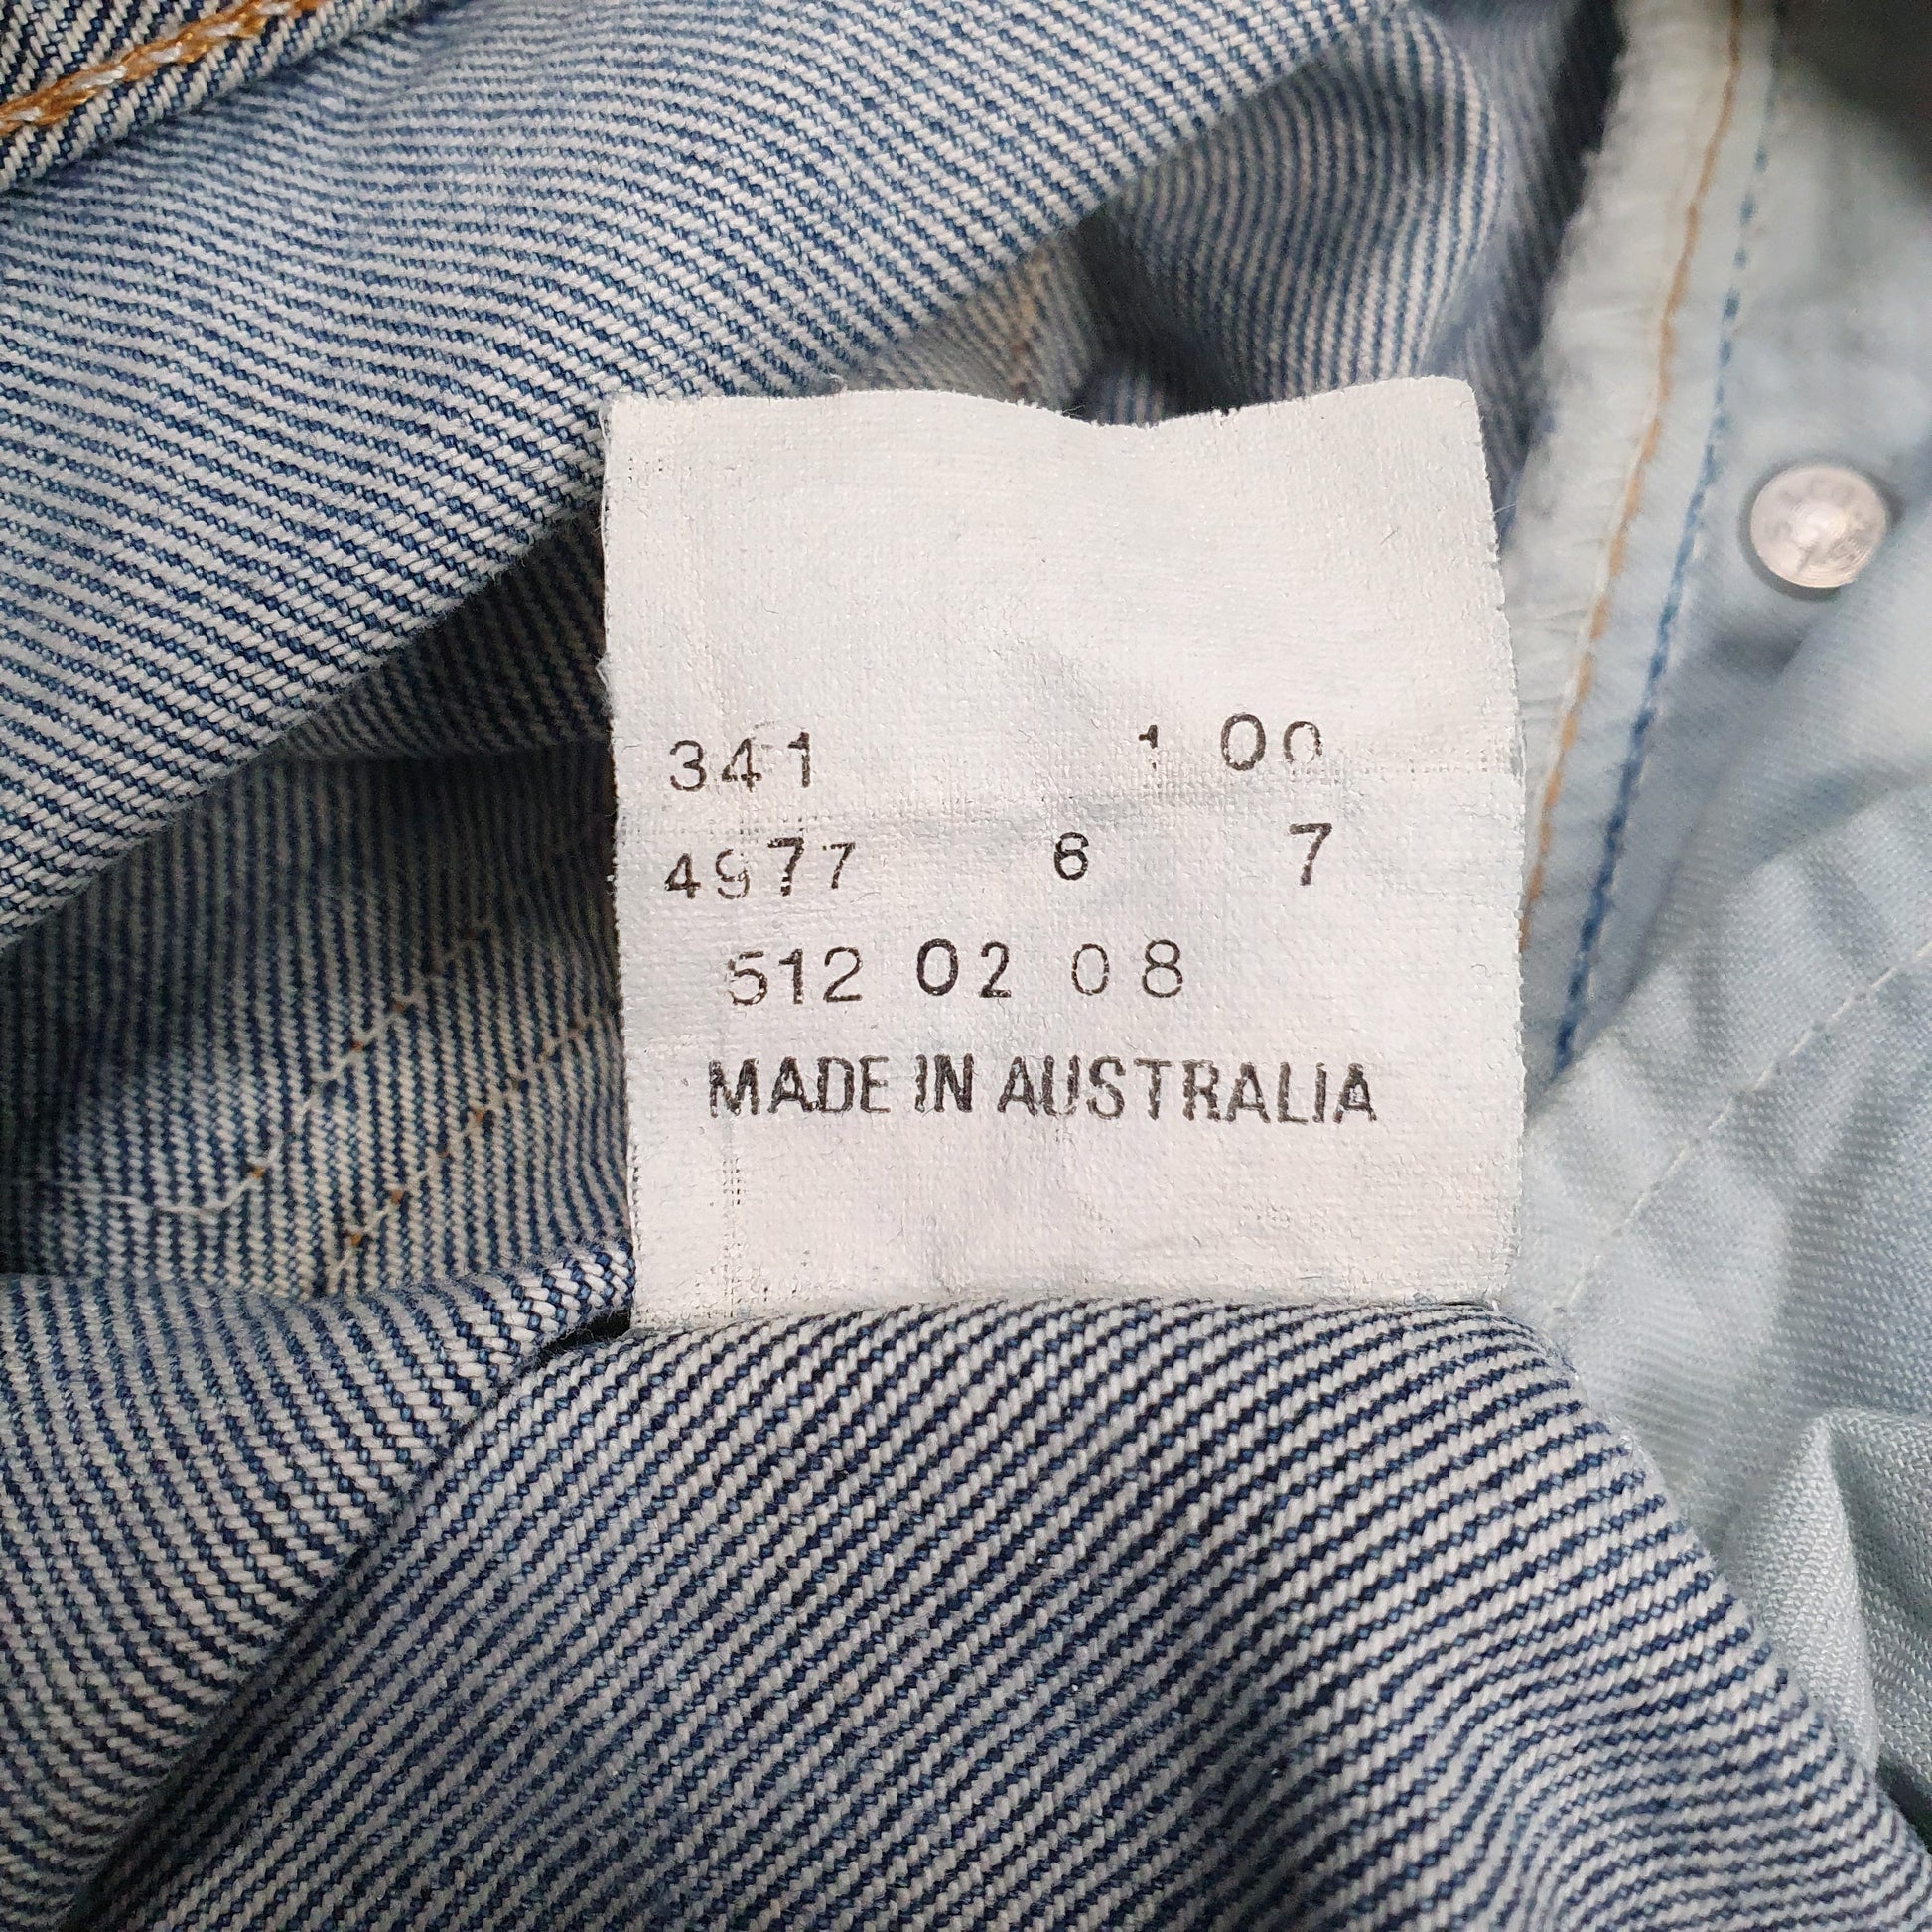 341 1 00
4977 6 7
512 02 08
MADE IN AUSTRALIA